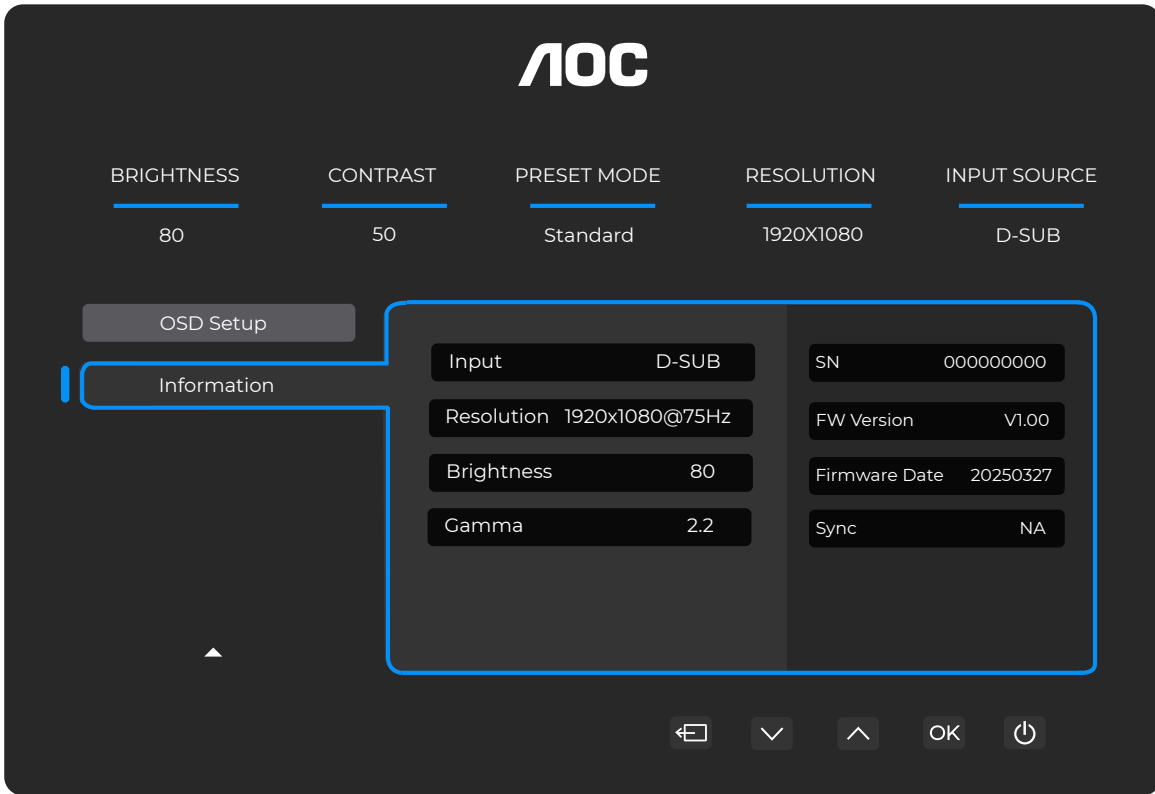 AOC
BRIGHTNESS CONTRAST PRESET MODE RESOLUTION INPUT SOURCE
80 50 Standard 1920X1080 D-SUB
OSD Setup
Information
Input D-SUB
Resolution 1920x1080@75Hz
Brightness 80
Gamma 2.2
SN 000000000
FW Version V1.00
Firmware Date 20250327
Sync NA
OK